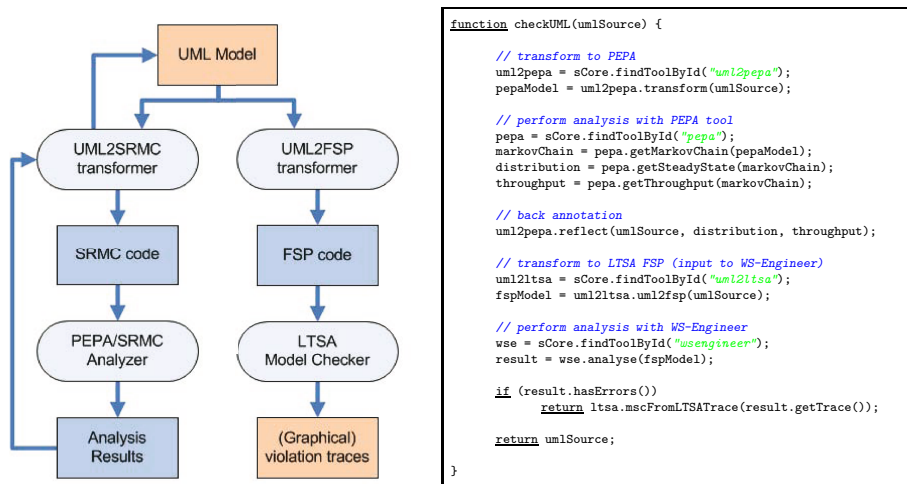 UML Model
UML2SRMC
transformer
UML2FSP
transformer
SRMC code
FSP code
PEPA/SRMC
Analyzer
LTSA
Model Checker
Analysis
Results
(Graphical)
violation traces
function checkUML(umlSource) {
// transform to PEPA
uml2pepa = sCore.findToolById("uml2pepa");
pepaModel = uml2pepa.transform(umlSource);
// perform analysis with PEPA tool
pepa = sCore.findToolById("pepa");
markovChain = pepa.getMarkovChain(pepaModel);
distribution = pepa.getSteadyState(markovChain);
throughput = pepa.getThroughput(markovChain);
// back annotation
uml2pepa.reflect(umlSource, distribution, throughput);
// transform to LTSA FSP (input to WS-Engineer)
uml2ltsa = sCore.findToolById("uml2ltsa");
fspModel = uml2ltsa.uml2fsp(umlSource);
// perform analysis with WS-Engineer
wse = sCore.findToolById("wsengineer");
result = wse.analyse(fspModel);
if (result.hasErrors())
return ltsa.mscFromLTSATrace(result.getTrace());
return umlSource;
}